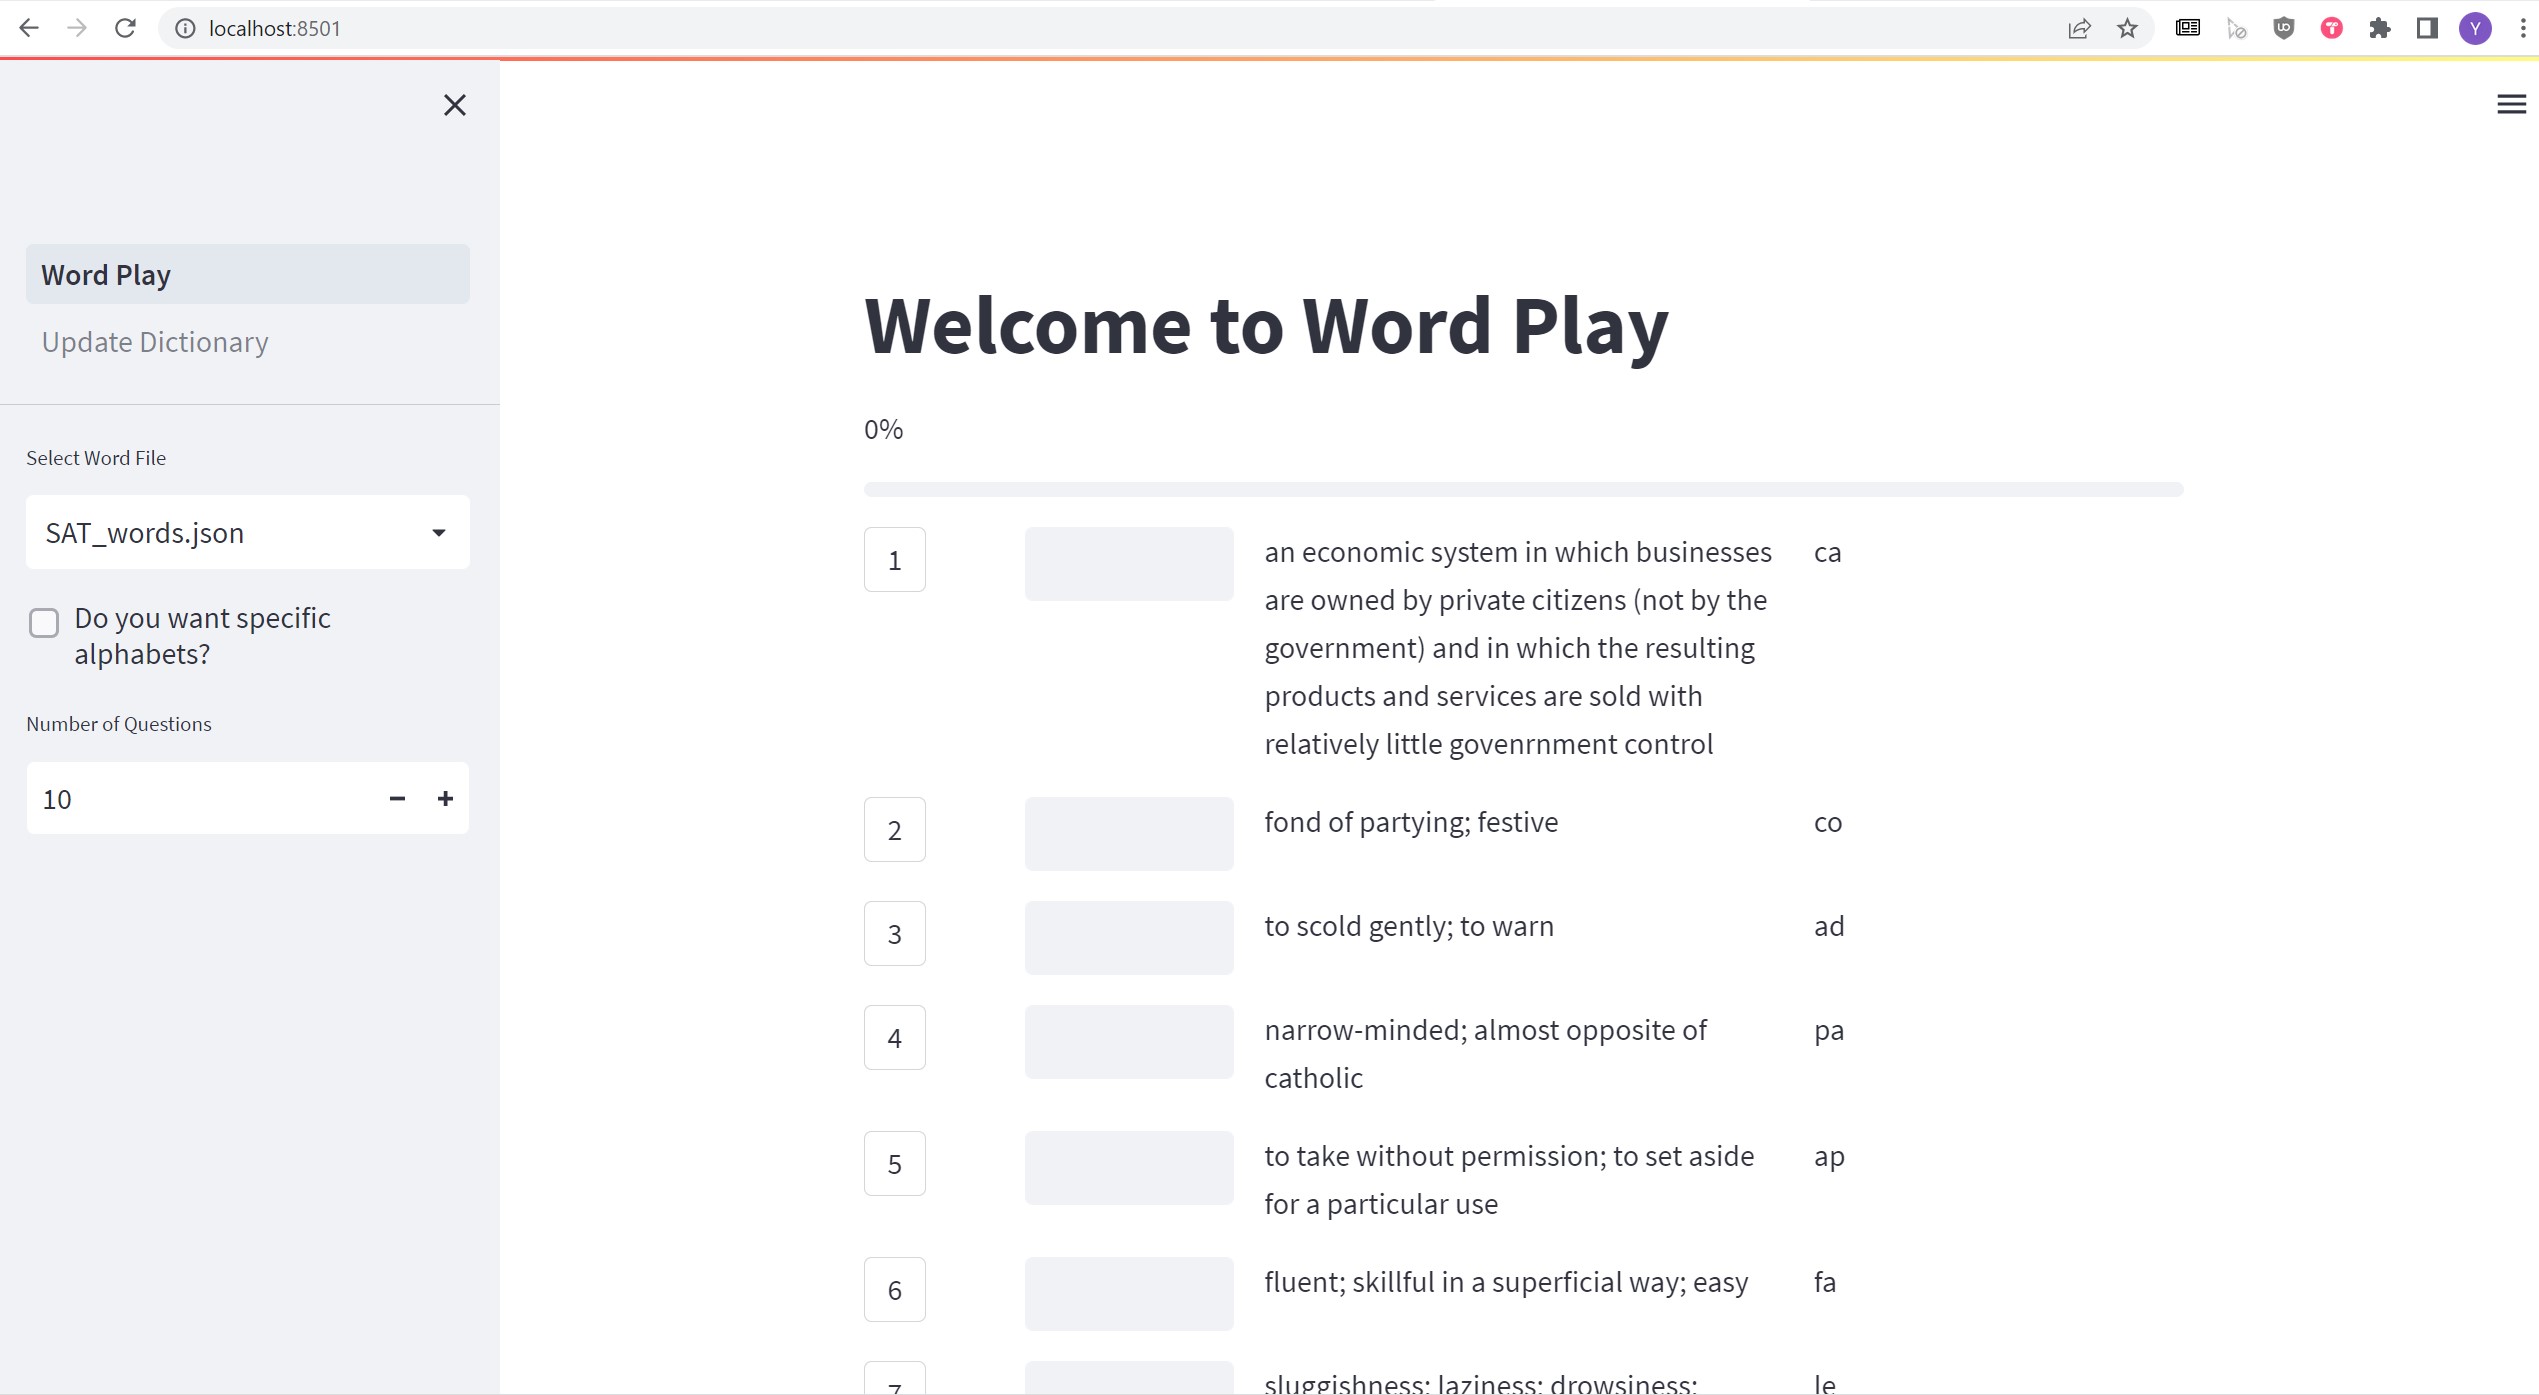 localhost:8501
Y
Word Play
Update Dictionary
Select Word File
SAT_words.json
Do you want specific
alphabets?
Number of Questions
10
Welcome to Word Play
0%
1
an economic system in which businesses
ca
are owned by private citizens (not by the
government) and in which the resulting
products and services are sold with
relatively little govenrnment control
2
fond of partying; festive
co
3
to scold gently; to warn
ad
4
narrow-minded; almost opposite of
pa
catholic
5
to take without permission; to set aside
ap
for a particular use
6
fluent; skillful in a superficial way; easy
fa
7
sluggishness; laziness; drowsiness;
le